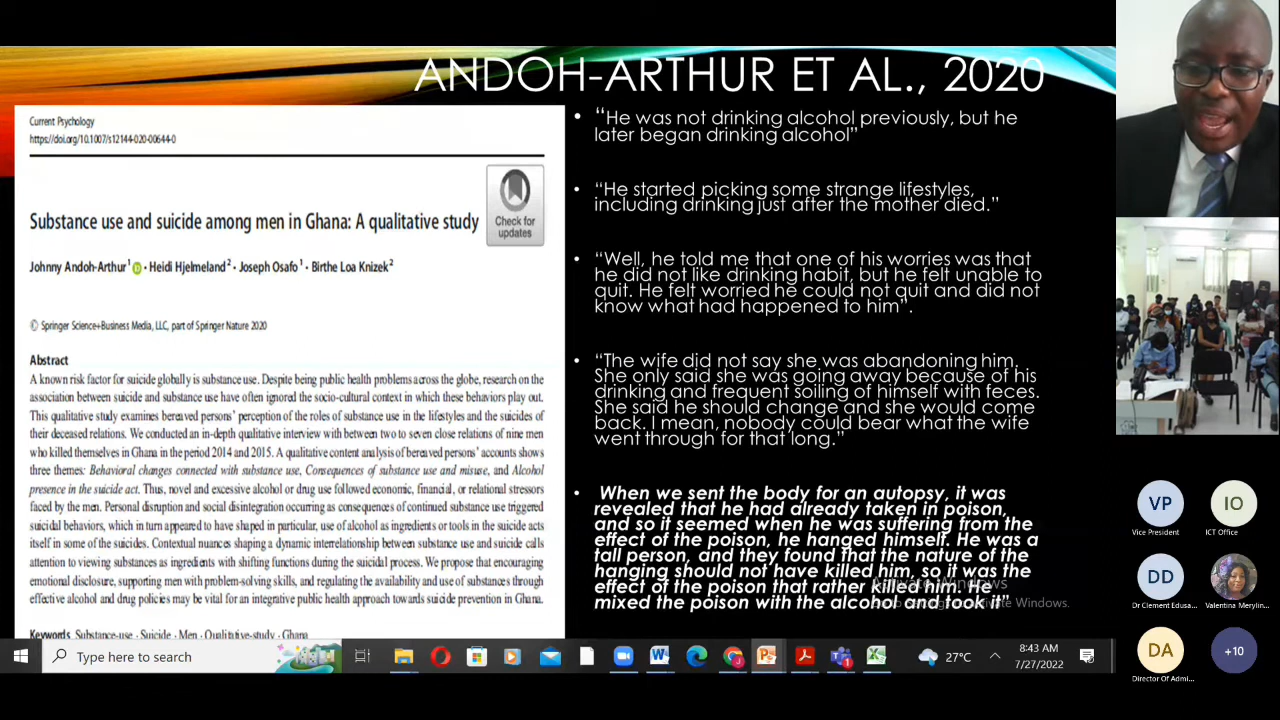 ANDOH-ARTHUR ET AL., 2020
Current Psychology
https://doi.org/10.1007/s12144-020-00644-0
Check for
updates
Substance use and suicide among men in Ghana: A qualitative study
Johnny Andoh-Arthur1 · Heidi Hjelmeland2 · Joseph Osafo1 · Birthe Loa Knizek2
© Springer Science+Business Media, LLC, part of Springer Nature 2020
Abstract
A known risk factor for suicide globally is substance use. Despite being public health problems across the globe, research on the
association between suicide and substance use have often ignored the socio-cultural context in which these behaviors play out.
This qualitative study examines bereaved persons' perception of the roles of substance use in the lifestyles and the suicides of
their deceased relations. We conducted an in-depth qualitative interview with between two to seven close relations of nine men
who killed themselves in Ghana in the period 2014 and 2015. A qualitative content analysis of bereaved persons' accounts shows
three themes: Behavioral changes connected with substance use, Consequences of substance use and misuse, and Alcohol
presence in the suicide act. Thus, novel and excessive alcohol or drug use followed economic, financial, or relational stressors
faced by the men. Personal disruption and social disintegration occurring as consequences of continued substance use triggered
suicidal behaviors, which in turn appeared to have shaped in particular, use of alcohol as ingredients or tools in the suicide acts
itself in some of the suicides. Contextual nuances shaping a dynamic interrelationship between substance use and suicide calls
attention to viewing substances as ingredients with shifting functions during the suicidal process. We propose that encouraging
emotional disclosure, supporting men with problem-solving skills, and regulating the availability and use of substances through
effective alcohol and drug policies may be vital for an integrative public health approach towards suicide prevention in Ghana.
Keywords Substance-use · Suicide · Men · Qualitative-study · Ghana
• "He was not drinking alcohol previously, but he
later began drinking alcohol"
• "He started picking some strange lifestyles,
including drinking just after the mother died."
• "Well, he told me that one of his worries was that
he did not like drinking habit, but he felt unable to
quit. He felt worried he could not quit and did not
know what had happened to him".
• "The wife did not say she was abandoning him.
She only said she was going away because of his
drinking and frequent soiling of himself with feces.
She said he should change and she would come
back. I mean, nobody could bear what the wife
went through for that long."
• When we sent the body for an autopsy, it was
revealed that he had already taken in poison,
and so it seemed when he was suffering from the
effect of the poison, he hanged himself. He was a
tall person, and they found that the nature of the
hanging should not have killed him, so it was the
effect of the poison that rather killed him. He
mixed the poison with the alcohol and took it"
Activate Windows
Windows.
Type here to search
27°C
8:43 AM
7/27/2022
VP
Vice President
IO
ICT Office
DD
Dr Clement Edusa...
Valentina Merylin...
DA
Director Of Admi...
+10